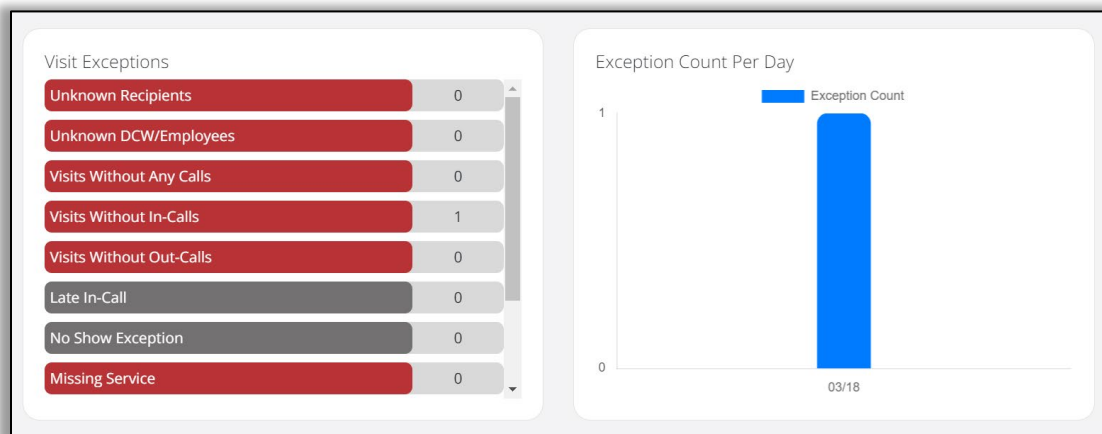 Visit Exceptions
Unknown Recipients 0
Unknown DCW/Employees 0
Visits Without Any Calls 0
Visits Without In-Calls 1
Visits Without Out-Calls 0
Late In-Call 0
No Show Exception 0
Missing Service 0
Exception Count Per Day
Exception Count
1
0
03/18